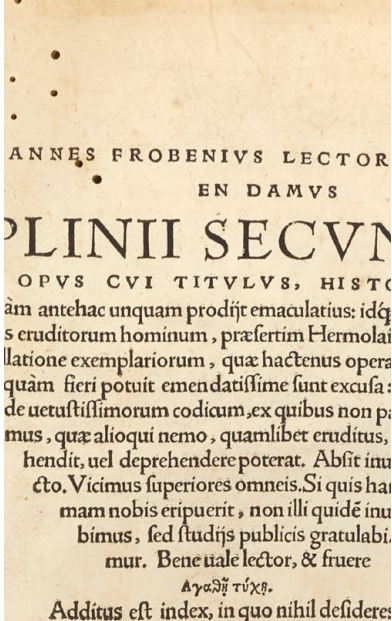 ANNES FROBENIVS LECTOR
EN DAMVS
PLINII SECVN
OPVS CVI TITVLVS, HISTO
àm antehac unquam prodijt emaculatius: idq́
s eruditorum hominum, præsertim Hermolai
llatione exemplariorum, quæ hactenus opera
quàm fieri potuit emendatissime sunt excusa:
de uetustissimorum codicum, ex quibus non pa
mus, quæ alioqui nemo, quamlibet eruditus,
hendit, uel deprehendere poterat. Absit inu
cto. Vicimus superiores omneis. Si quis han
mam nobis eripuerit, non illi quidẽ inu
bimus, sed studijs publicis gratulabi
mur. Bene uale lector, & fruere
Αγαθῇ τύχῃ.
Additus est index, in quo nihil desideres